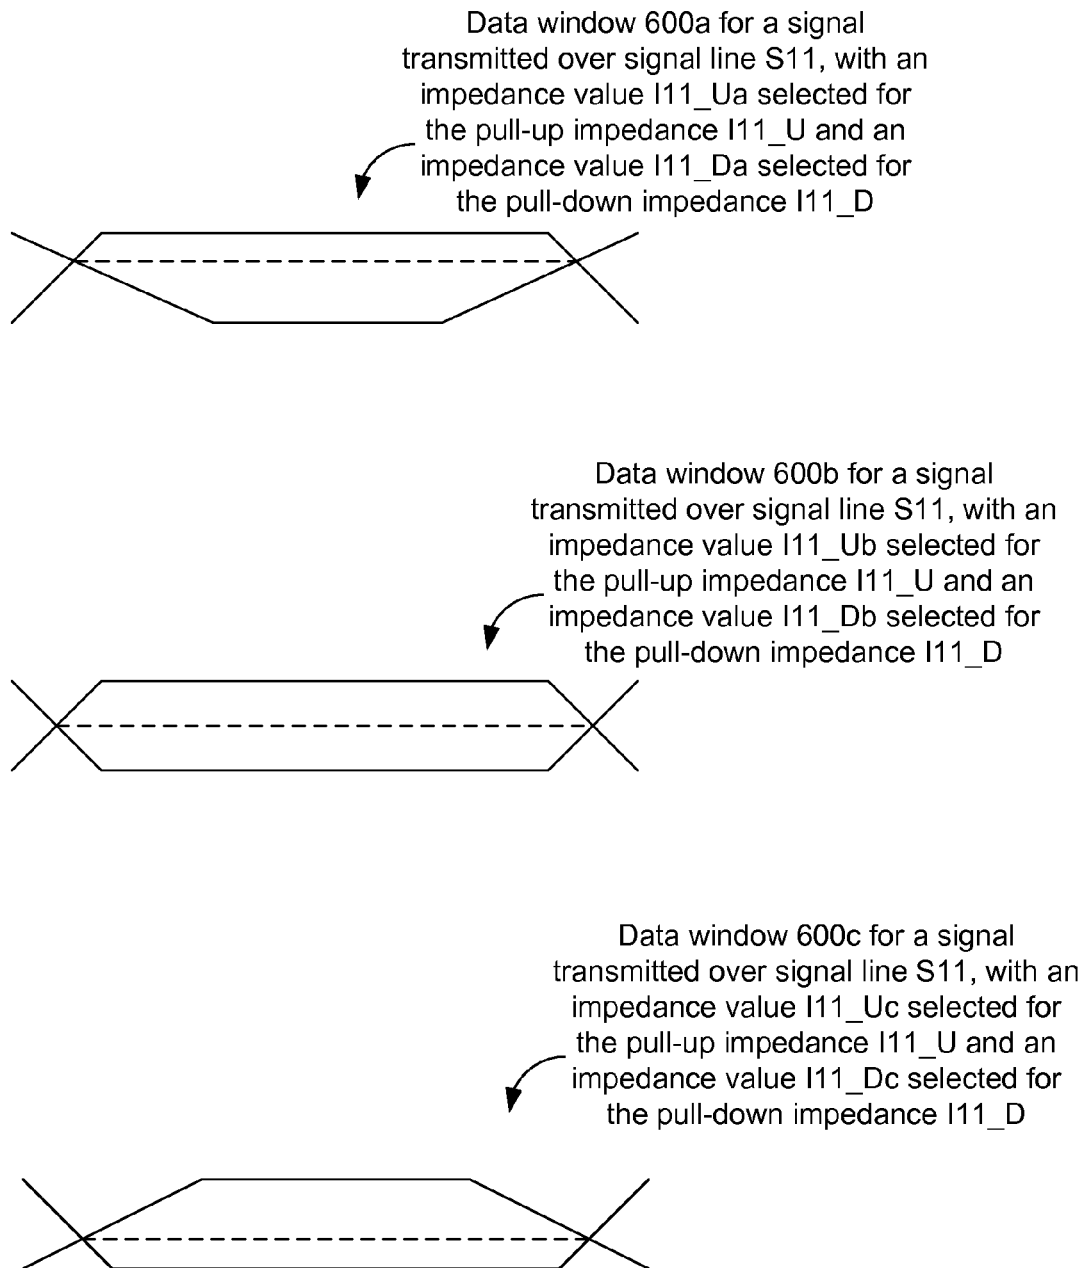 Data window 600a for a signal
transmitted over signal line S11, with an
impedance value I11_Ua selected for
the pull-up impedance I11_U and an
impedance value I11_Da selected for
the pull-down impedance I11_D
Data window 600b for a signal
transmitted over signal line S11, with an
impedance value I11_Ub selected for
the pull-up impedance I11_U and an
impedance value I11_Db selected for
the pull-down impedance I11_D
Data window 600c for a signal
transmitted over signal line S11, with an
impedance value I11_Uc selected for
the pull-up impedance I11_U and an
impedance value I11_Dc selected for
the pull-down impedance I11_D